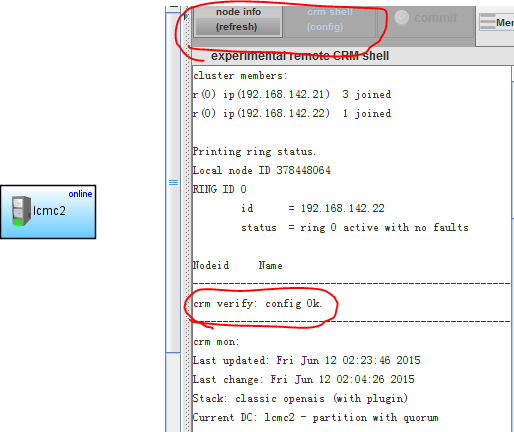 node info
(refresh)
crm shell
(config)
commit
experimental remote CRM shell
cluster members:
r(0) ip(192.168.142.21)  3 joined
r(0) ip(192.168.142.22)  1 joined
Printing ring status.
Local node ID 378448064
RING ID 0
id      = 192.168.142.22
status  = ring 0 active with no faults
Nodeid     Name
crm verify: config Ok.
crm mon:
Last updated: Fri Jun 12 02:23:46 2015
Last change: Fri Jun 12 02:04:26 2015
Stack: classic openais (with plugin)
Current DC: lcmc2 - partition with quorum
online
lcmc2